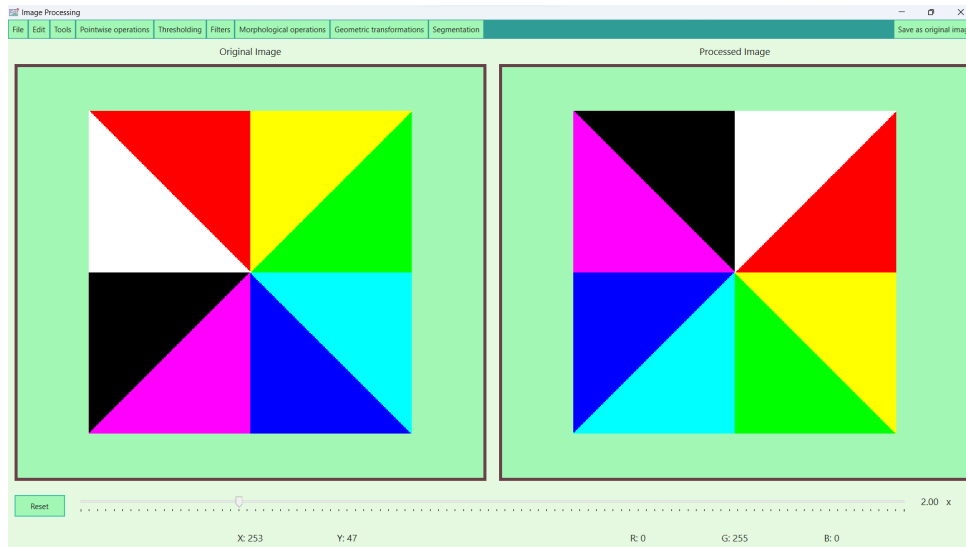 Image Processing
File Edit Tools Pointwise operations Thresholding Filters Morphological operations Geometric transformations Segmentation Save as original imag
Original Image Processed Image
Reset 2.00 x
X: 253 Y: 47 R: 0 G: 255 B: 0